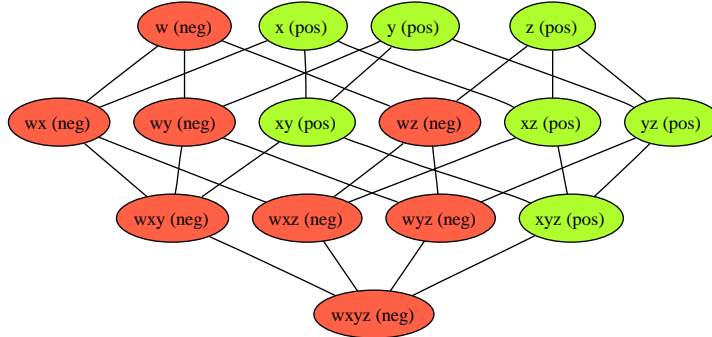 w (neg)
x (pos)
y (pos)
z (pos)
wx (neg)
wy (neg)
xy (pos)
wz (neg)
xz (pos)
yz (pos)
wxy (neg)
wxz (neg)
wyz (neg)
xyz (pos)
wxyz (neg)